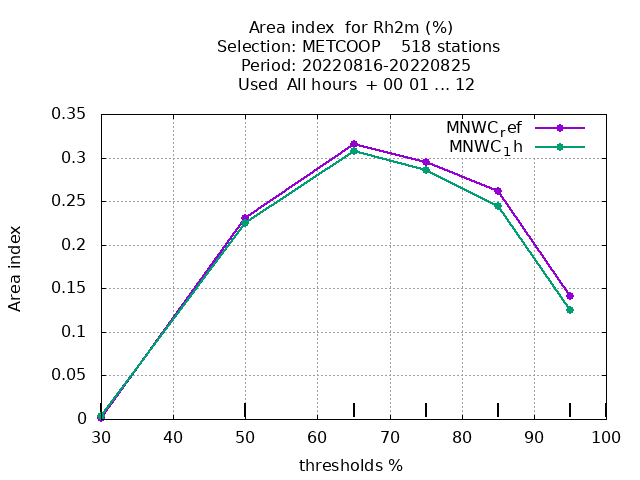 Area index  for Rh2m (%)
Selection: METCOOP    518 stations
Period: 20220816-20220825
Used  All hours  + 00 01 ... 12
MNWC_ref
MNWC_1h
0.35
0.3
0.25
0.2
0.15
0.1
0.05
0
Area index
30 40 50 60 70 80 90 100
thresholds %